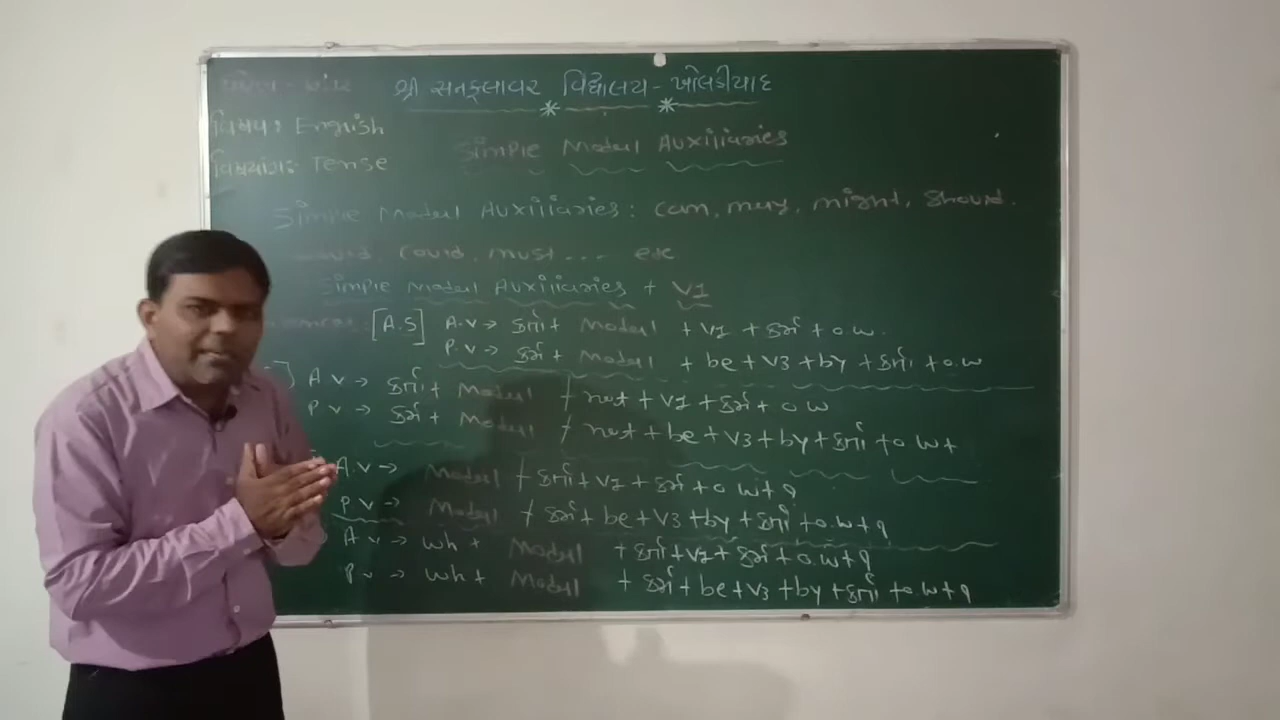 શ્રી સનફ્લાવર વિદ્યાલય - ખોલડીયાદ
વિષય: English
વિષયાંગ: Tense
Simple Modal Auxiliaries
Simple Modal Auxiliaries: can, may, might, should.
could, must... etc
Simple Modal Auxiliaries + V1
[A.S] A.V → કર્તા + Modal + V1 + કર્મ + o.w.
P.V → કર્મ + Modal + be + V3 + by + કર્તા + o.w
A V → કર્તા + Modal + not + V1 + કર્મ + o w
P V → કર્મ + Modal + not + be + V3 + by + કર્તા + o w +
A.V → Modal + કર્તા + V1 + કર્મ + o w + ?
P V → Modal + કર્મ + be + V3 + by + કર્તા + o.w + ?
A V → wh + Modal + કર્તા + V1 + કર્મ + o.w + ?
P V → wh + Modal + કર્મ + be + V3 + by + કર્તા + o.w + ?